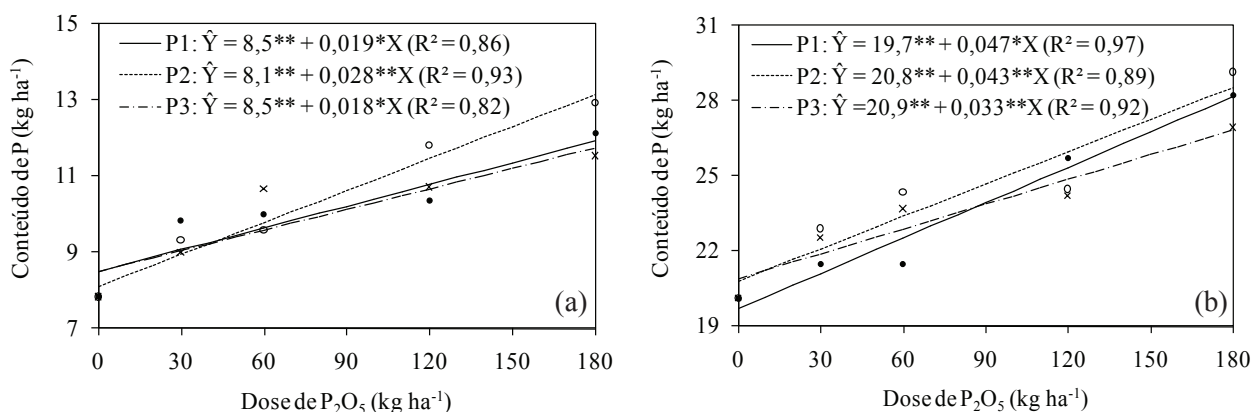 15
13
11
9
7
Conteúdo de P (kg ha⁻¹)
P1: Ŷ = 8,5** + 0,019*X (R² = 0,86)
P2: Ŷ = 8,1** + 0,028**X (R² = 0,93)
P3: Ŷ = 8,5** + 0,018*X (R² = 0,82)
(a)
0 30 60 90 120 150 180
Dose de P₂O₅ (kg ha⁻¹)
31
28
25
22
19
Conteúdo de P (kg ha⁻¹)
P1: Ŷ = 19,7** + 0,047*X (R² = 0,97)
P2: Ŷ = 20,8** + 0,043**X (R² = 0,89)
P3: Ŷ = 20,9** + 0,033**X (R² = 0,92)
(b)
0 30 60 90 120 150 180
Dose de P₂O₅ (kg ha⁻¹)